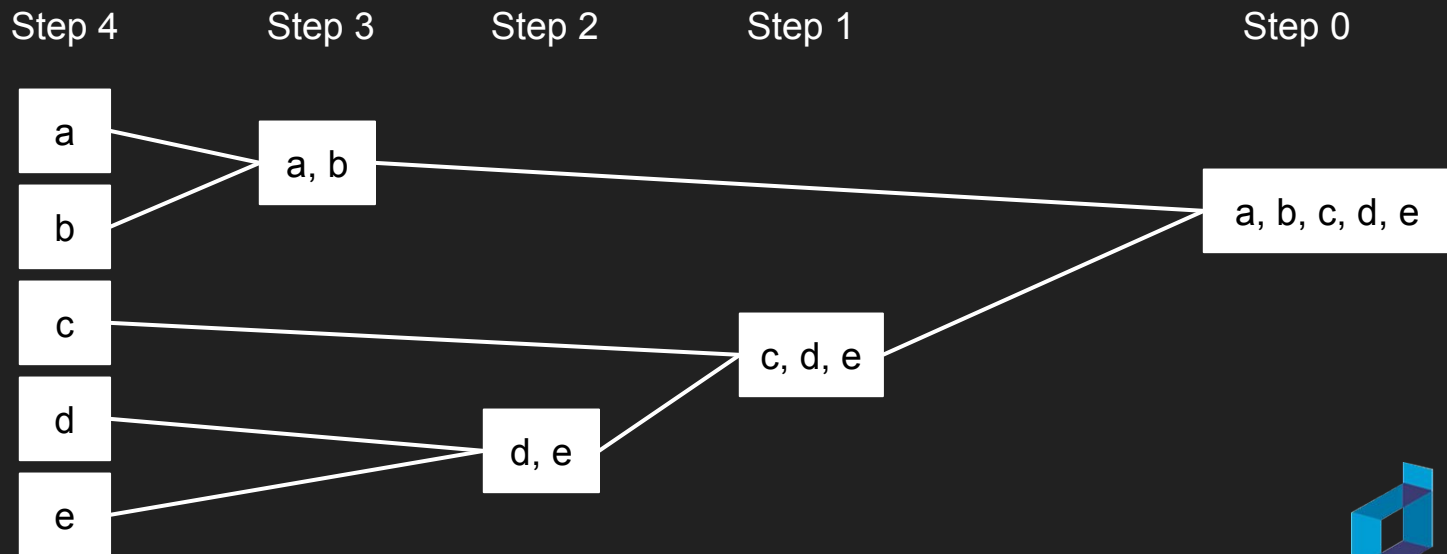 Step 4 Step 3 Step 2 Step 1 Step 0
a
a, b
b
a, b, c, d, e
c
c, d, e
d
d, e
e